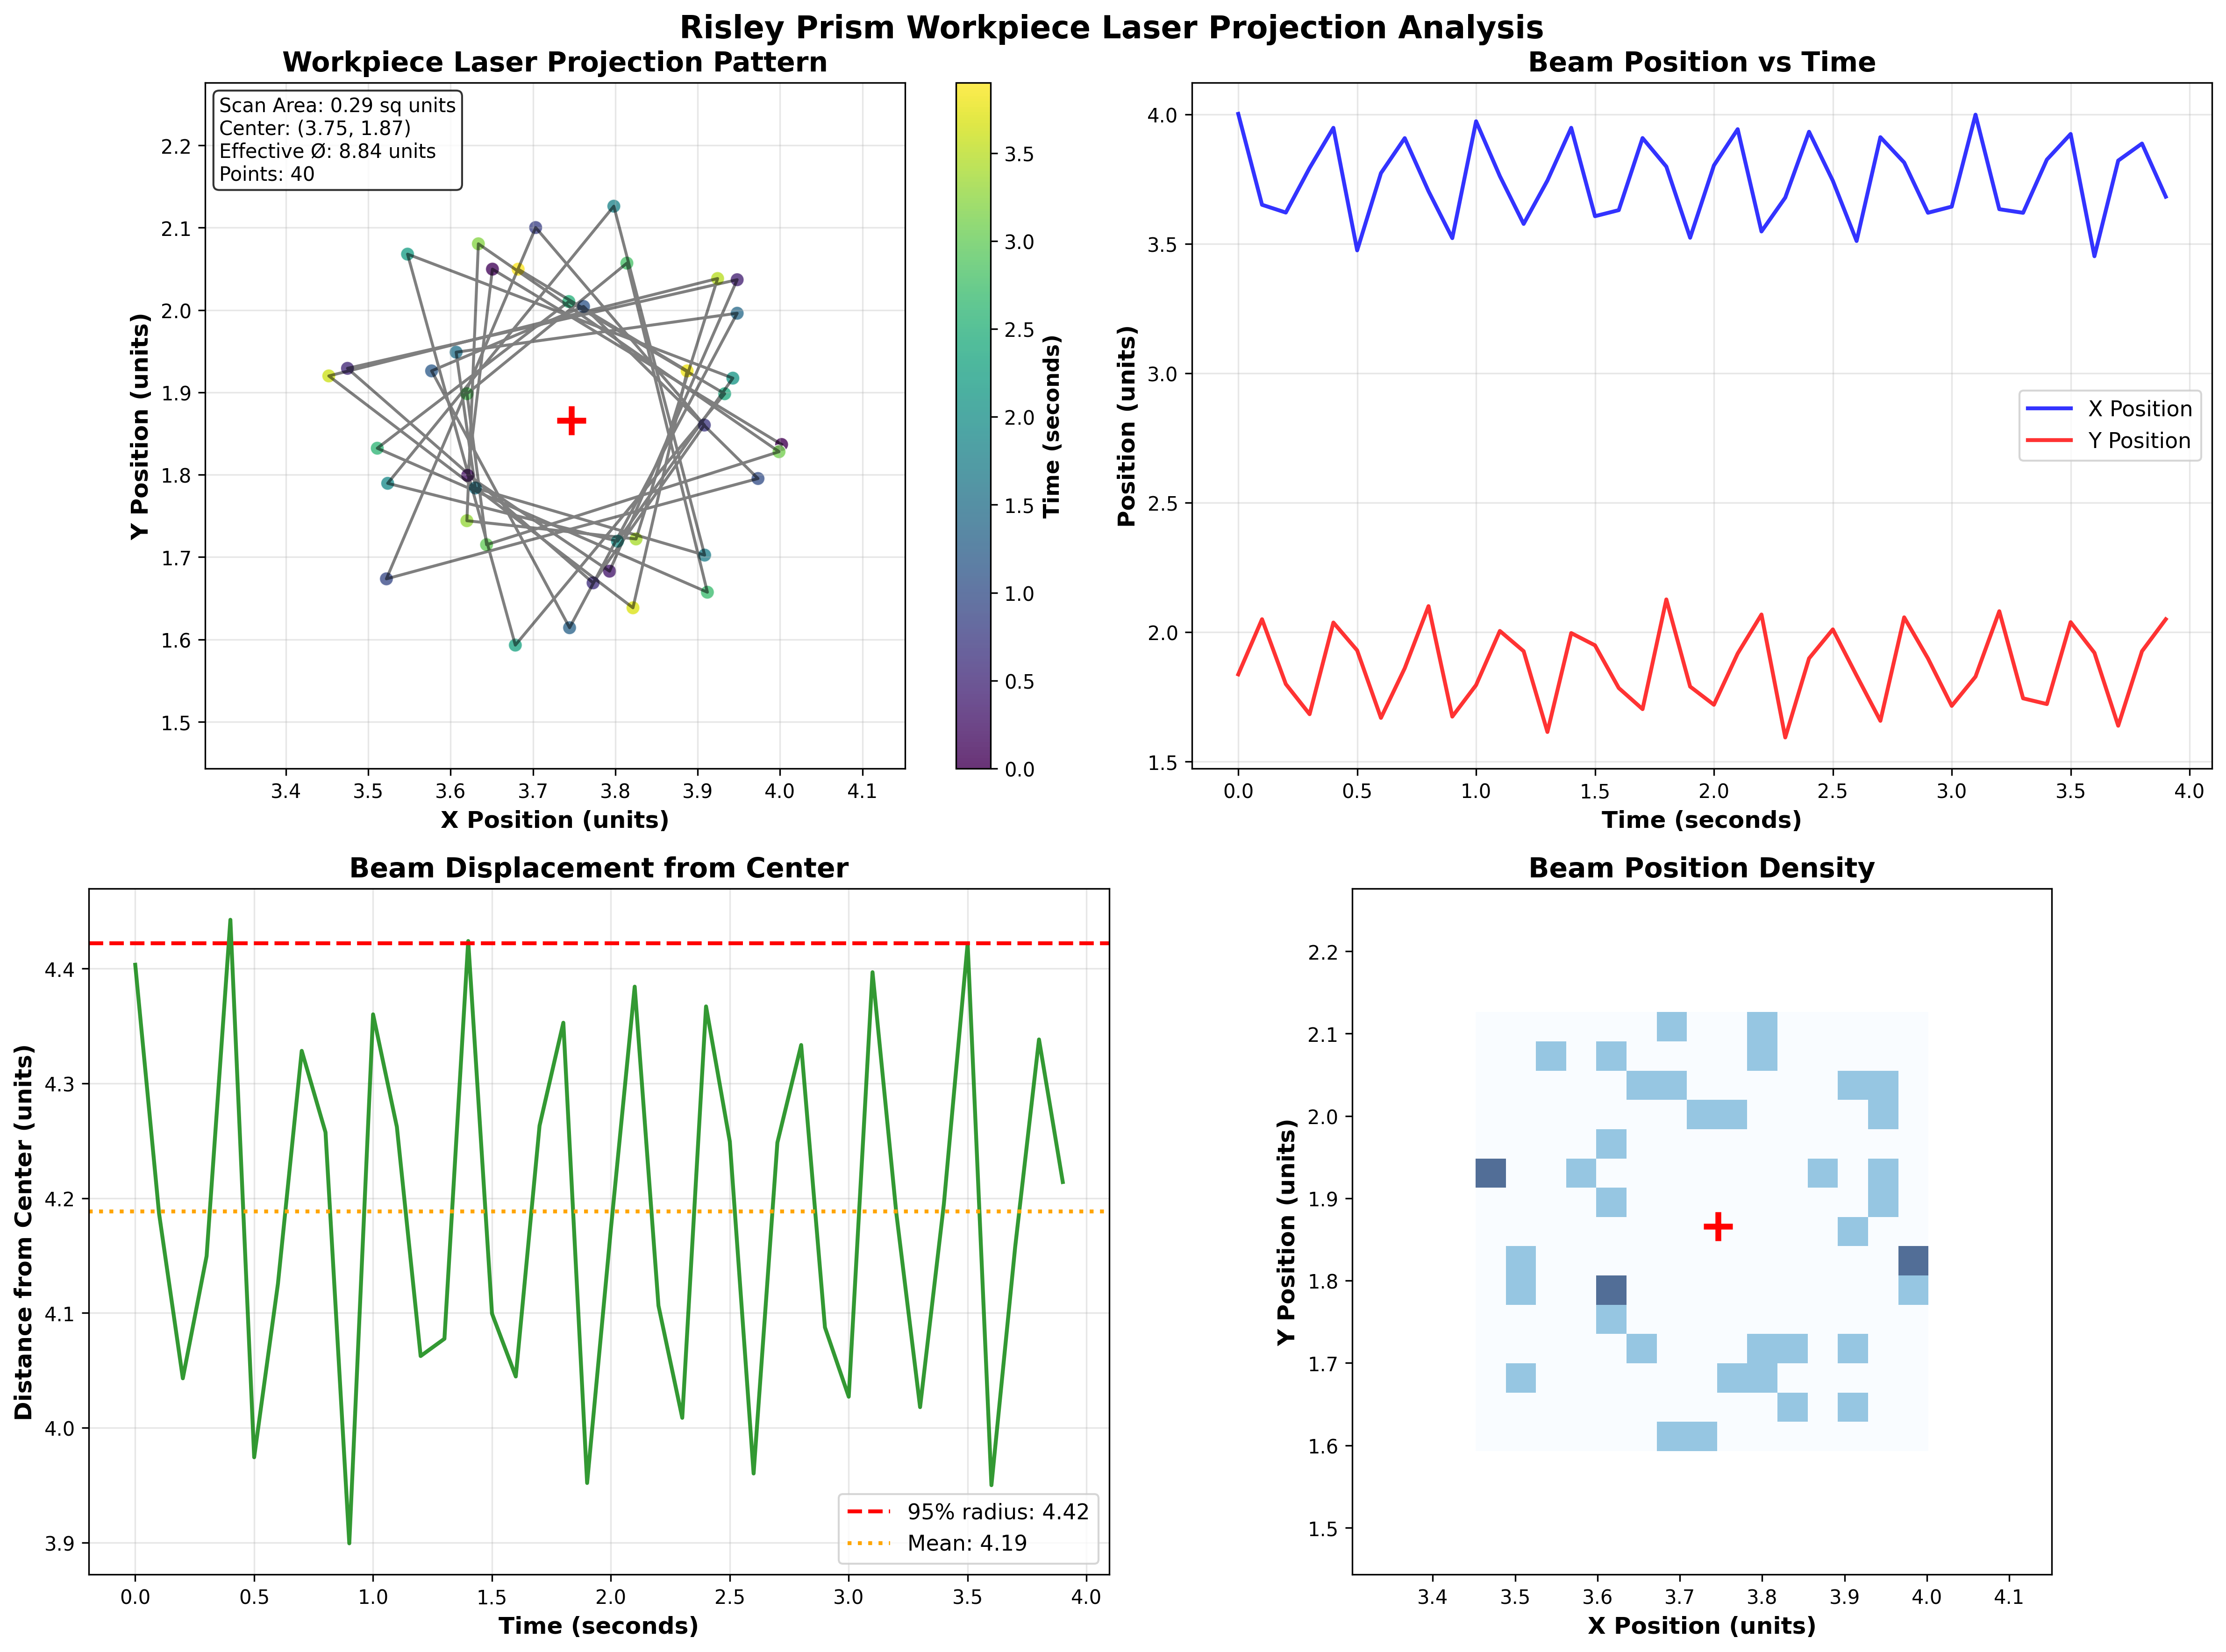 Risley Prism Workpiece Laser Projection Analysis
Workpiece Laser Projection Pattern
Scan Area: 0.29 sq units
Center: (3.75, 1.87)
Effective Ø: 8.84 units
Points: 40
Y Position (units)
2.2
2.1
2.0
1.9
1.8
1.7
1.6
1.5
3.4 3.5 3.6 3.7 3.8 3.9 4.0 4.1
X Position (units)
3.5
3.0
2.5
2.0
1.5
1.0
0.5
0.0
Time (seconds)
Beam Position vs Time
Position (units)
4.0
3.5
3.0
2.5
2.0
1.5
X Position
Y Position
0.0 0.5 1.0 1.5 2.0 2.5 3.0 3.5 4.0
Time (seconds)
Beam Displacement from Center
Distance from Center (units)
4.4
4.3
4.2
4.1
4.0
3.9
95% radius: 4.42
Mean: 4.19
0.0 0.5 1.0 1.5 2.0 2.5 3.0 3.5 4.0
Time (seconds)
Beam Position Density
Y Position (units)
2.2
2.1
2.0
1.9
1.8
1.7
1.6
1.5
3.4 3.5 3.6 3.7 3.8 3.9 4.0 4.1
X Position (units)